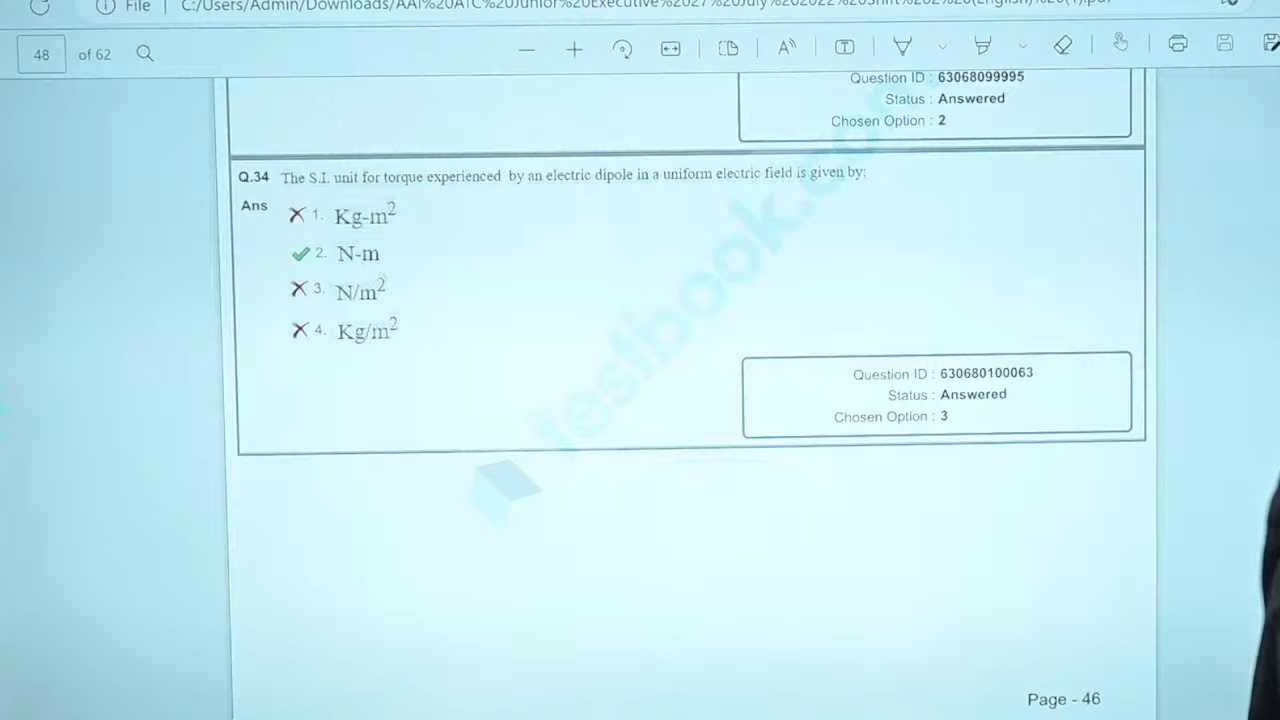 File
C:/Users/Admin/Downloads/AAI%20ATC%20Junior%20Executive%2027%20July%202022%20Shift%202%20(English)%20(1).pdf
48 of 62
Question ID : 63068099995
Status : Answered
Chosen Option : 2
Q.34 The S.I. unit for torque experienced by an electric dipole in a uniform electric field is given by:
Ans
1. Kg-m²
2. N-m
3. N/m²
4. Kg/m²
testbook.com
Question ID : 630680100063
Status : Answered
Chosen Option : 3
Page - 46